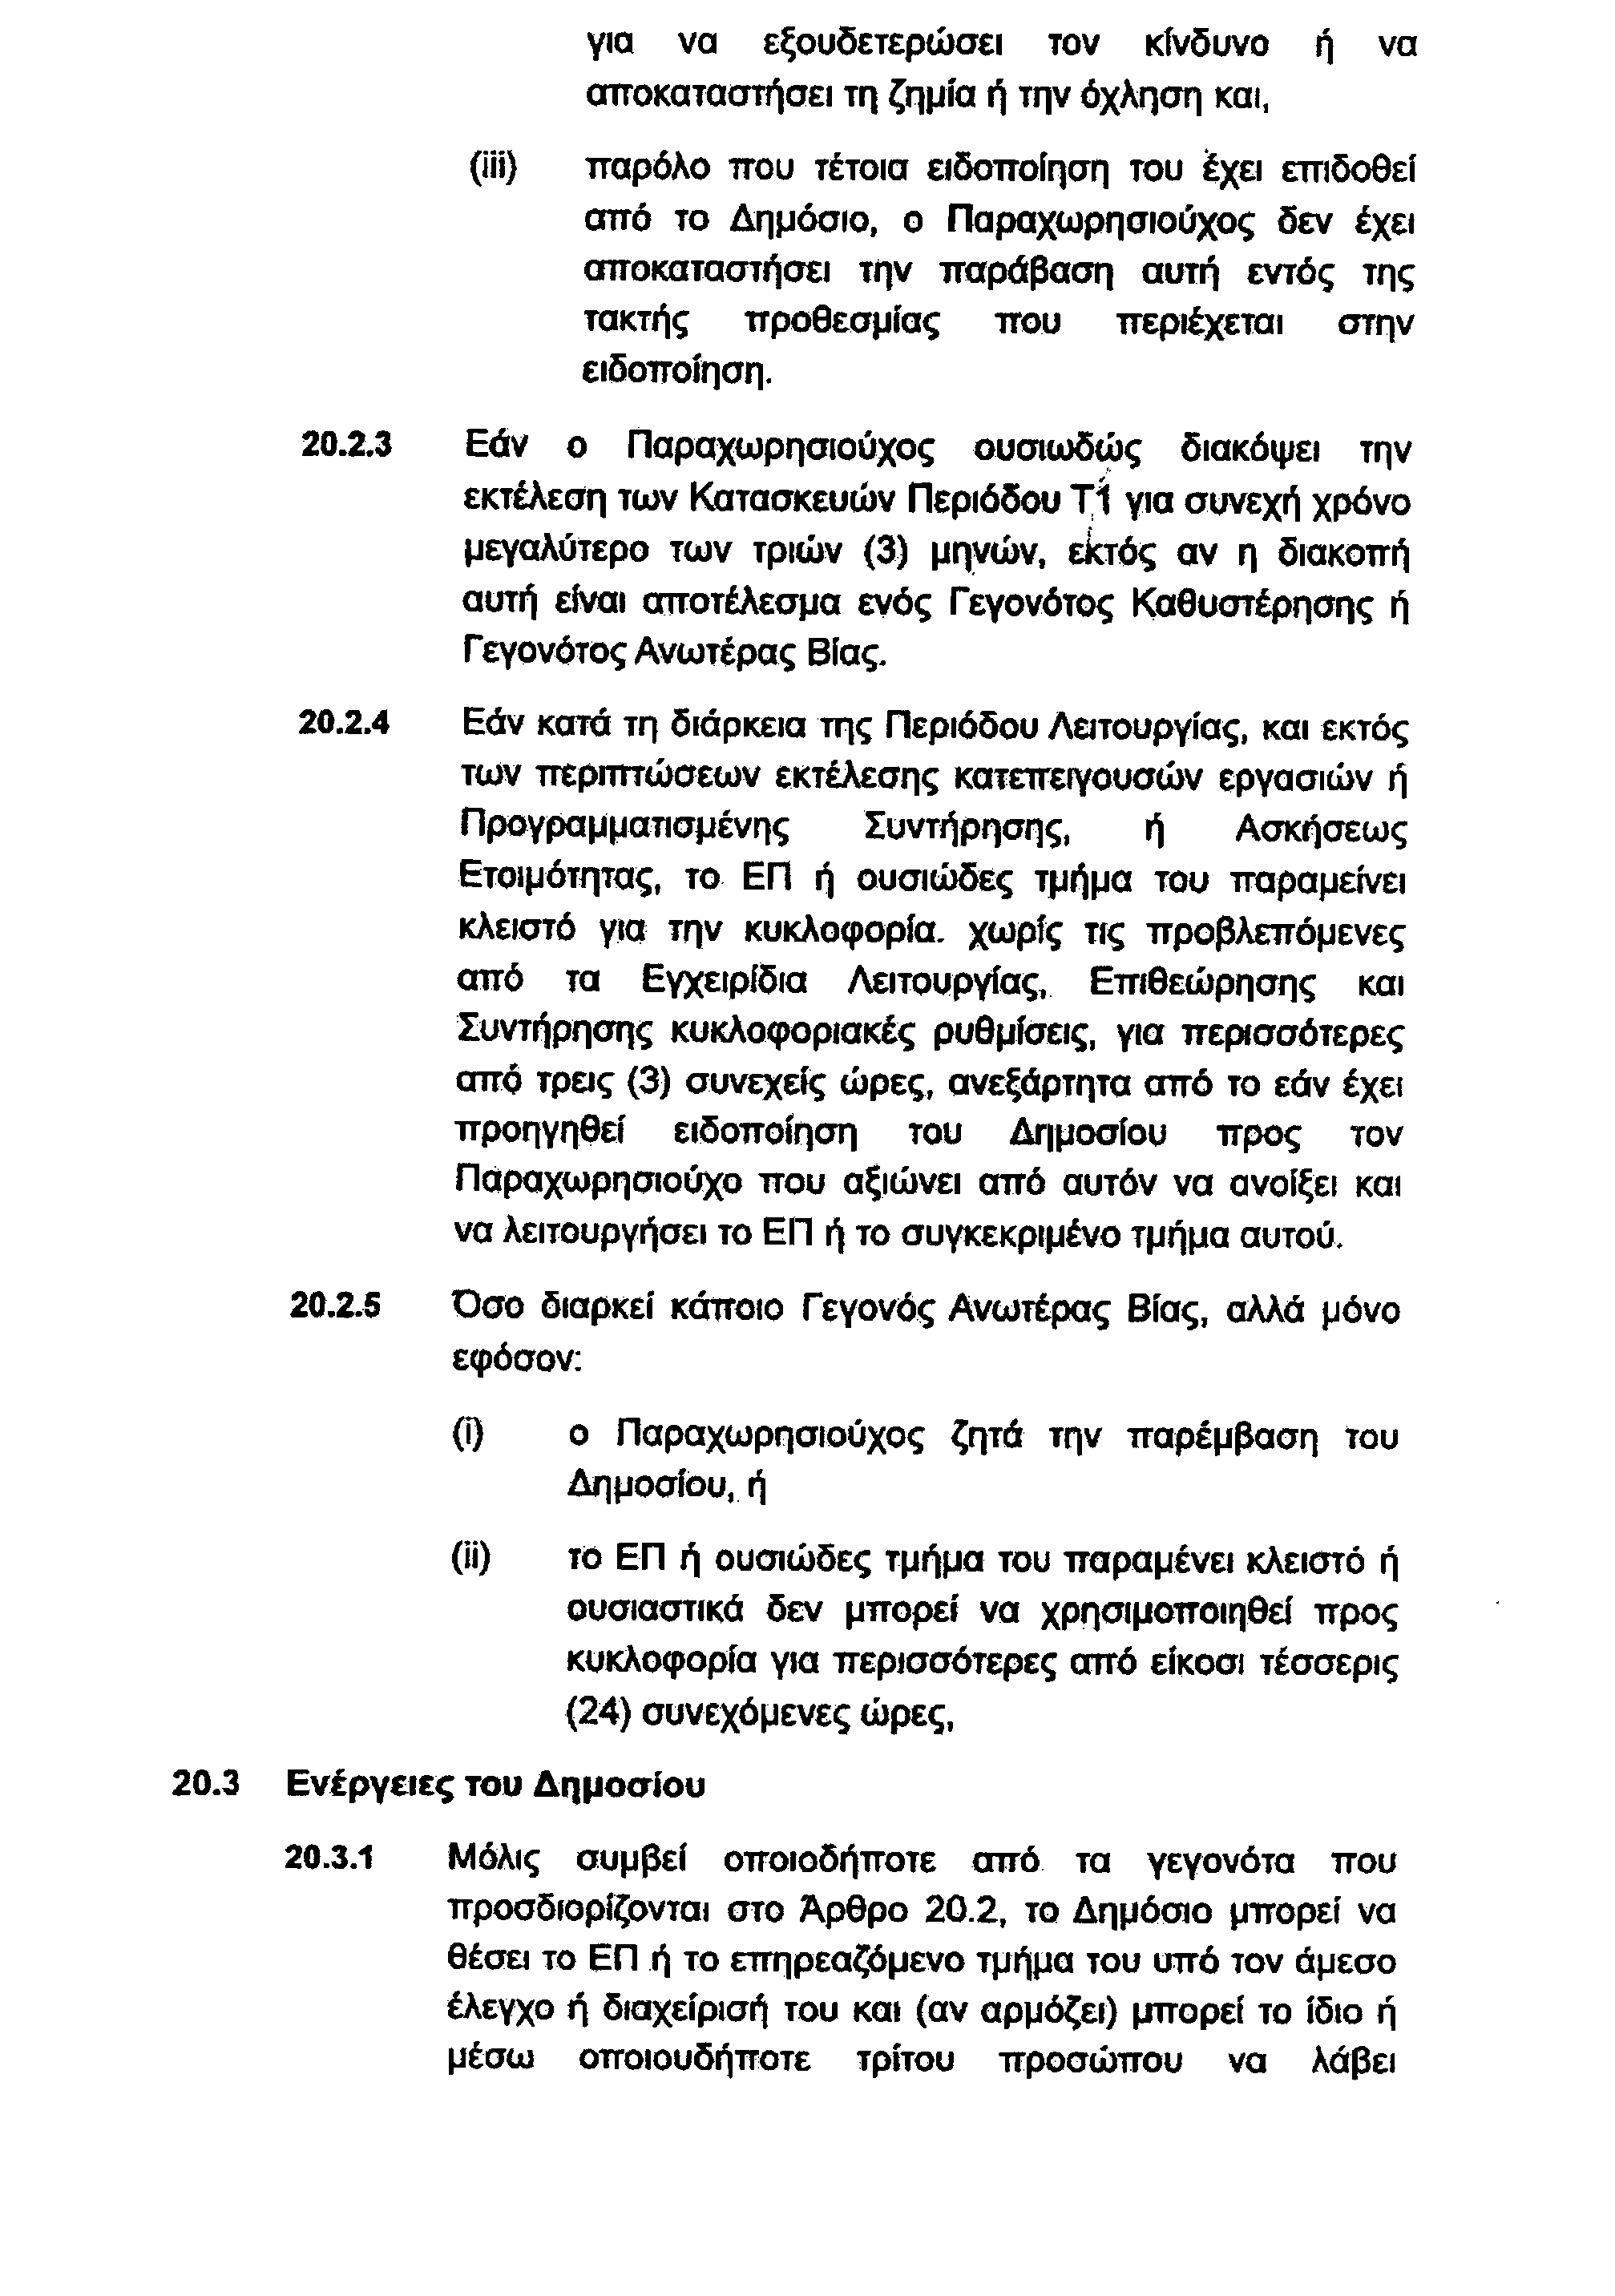 για να εξουδετερώσει τον κίνδυνο ή να
αποκαταστήσει τη ζημία ή την όχληση και,
(iii) παρόλο που τέτοια ειδοποίηση του έχει επιδοθεί
από το Δημόσιο, ο Παραχωρησιούχος δεν έχει
αποκαταστήσει την παράβαση αυτή εντός της
τακτής προθεσμίας που περιέχεται στην
ειδοποίηση.
20.2.3 Εάν ο Παραχωρησιούχος ουσιωδώς διακόψει την
εκτέλεση των Κατασκευών Περιόδου Τ1 για συνεχή χρόνο
μεγαλύτερο των τριών (3) μηνών, εκτός αν η διακοπή
αυτή είναι αποτέλεσμα ενός Γεγονότος Καθυστέρησης ή
Γεγονότος Ανωτέρας Βίας.
20.2.4 Εάν κατά τη διάρκεια της Περιόδου Λειτουργίας, και εκτός
των περιπτώσεων εκτέλεσης κατεπειγουσών εργασιών ή
Προγραμματισμένης Συντήρησης, ή Ασκήσεως
Ετοιμότητας, το ΕΠ ή ουσιώδες τμήμα του παραμείνει
κλειστό για την κυκλοφορία. χωρίς τις προβλεπόμενες
από τα Εγχειρίδια Λειτουργίας, Επιθεώρησης και
Συντήρησης κυκλοφοριακές ρυθμίσεις, για περισσότερες
από τρεις (3) συνεχείς ώρες, ανεξάρτητα από το εάν έχει
προηγηθεί ειδοποίηση του Δημοσίου προς τον
Παραχωρησιούχο που αξιώνει από αυτόν να ανοίξει και
να λειτουργήσει το ΕΠ ή το συγκεκριμένο τμήμα αυτού.
20.2.5 Όσο διαρκεί κάποιο Γεγονός Ανωτέρας Βίας, αλλά μόνο
εφόσον:
(i) ο Παραχωρησιούχος ζητά την παρέμβαση του
Δημοσίου, ή
(ii) το ΕΠ ή ουσιώδες τμήμα του παραμένει κλειστό ή
ουσιαστικά δεν μπορεί να χρησιμοποιηθεί προς
κυκλοφορία για περισσότερες από είκοσι τέσσερις
(24) συνεχόμενες ώρες,
20.3 Ενέργειες του Δημοσίου
20.3.1 Μόλις συμβεί οποιοδήποτε από τα γεγονότα που
προσδιορίζονται στο Άρθρο 20.2, το Δημόσιο μπορεί να
θέσει το ΕΠ ή το επηρεαζόμενο τμήμα του υπό τον άμεσο
έλεγχο ή διαχείρισή του και (αν αρμόζει) μπορεί το ίδιο ή
μέσω οποιουδήποτε τρίτου προσώπου να λάβει